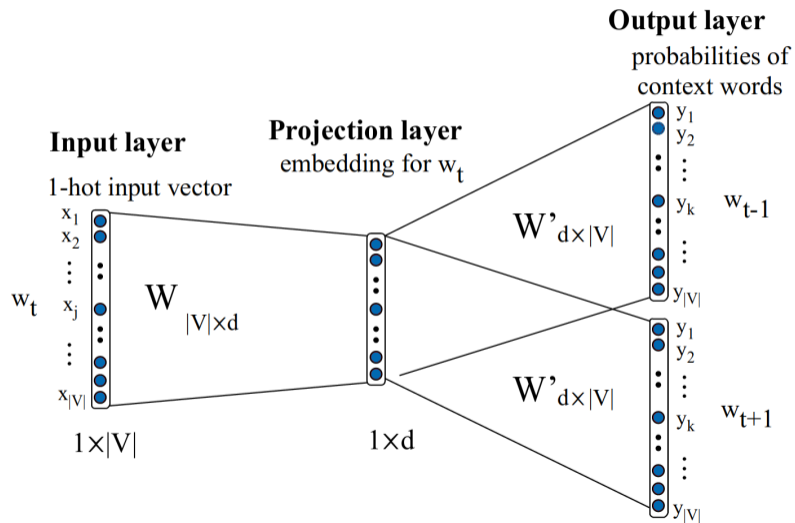 Output layer
probabilities of
context words
Input layer
1-hot input vector
Projection layer
embedding for wₜ
wₜ
x₁
x₂
⋮
xⱼ
⋮
x|V|
W
|V|×d
1×|V|
1×d
W’d×|V|
y₁
y₂
⋮
yₖ
⋮
y|V|
wt-1
W’d×|V|
y₁
y₂
⋮
yₖ
⋮
y|V|
wt+1